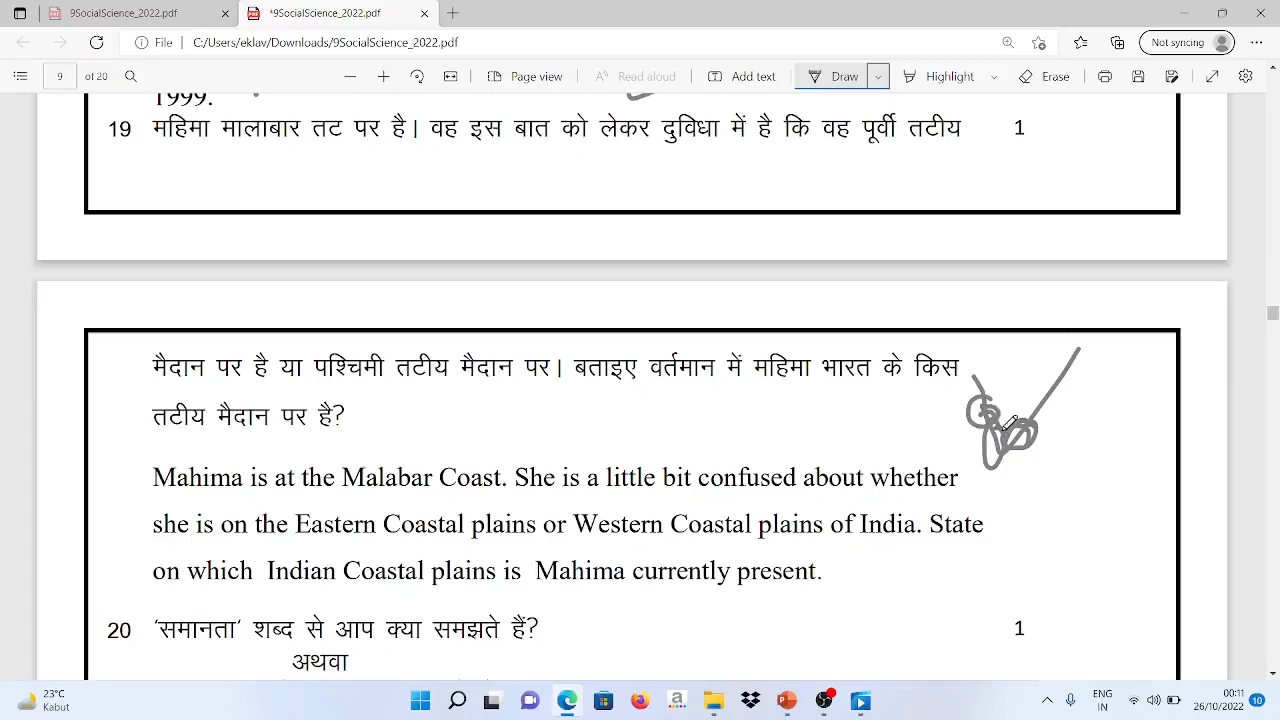 9SocialScience_2022.pdf
*9SocialScience_2022.pdf
File C:/Users/eklav/Downloads/9SocialScience_2022.pdf Not syncing
9 of 20 Page view Read aloud Add text Draw Highlight Erase
1999.
19 महिमा मालाबार तट पर है। वह इस बात को लेकर दुविधा में है कि वह पूर्वी तटीय 1
मैदान पर है या पश्चिमी तटीय मैदान पर। बताइए वर्तमान में महिमा भारत के किस
तटीय मैदान पर है?
Mahima is at the Malabar Coast. She is a little bit confused about whether
she is on the Eastern Coastal plains or Western Coastal plains of India. State
on which Indian Coastal plains is Mahima currently present.
20 'समानता' शब्द से आप क्या समझते हैं? 1
अथवा
23°C
Kabut
ENG
IN
00:11
26/10/2022
10